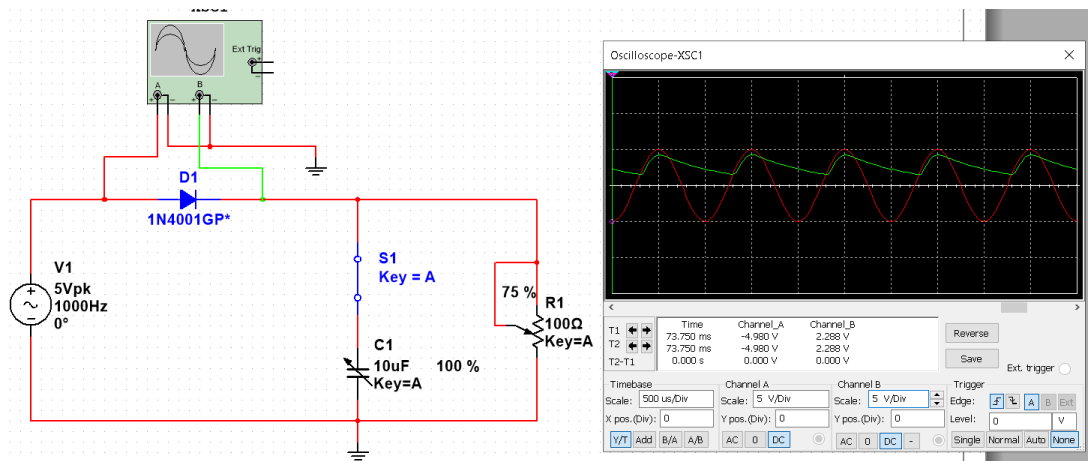 XSC1
Ext Trig
+
-
A
B
+ - + -
D1
1N4001GP*
V1
5Vpk
1000Hz
0°
S1
Key = A
C1
10uF 100 %
Key=A
75 %
R1
100Ω
Key=A
Oscilloscope-XSC1
Time Channel_A Channel_B
T1 73.750 ms -4.980 V 2.288 V
T2 73.750 ms -4.980 V 2.288 V
T2-T1 0.000 s 0.000 V 0.000 V
Reverse
Save
Ext. trigger
Timebase
Scale: 500 us/Div
X pos.(Div): 0
Y/T Add B/A A/B
Channel A
Scale: 5 V/Div
Y pos.(Div): 0
AC 0 DC
Channel B
Scale: 5 V/Div
Y pos.(Div): 0
AC 0 DC -
Trigger
Edge: A B Ext
Level: 0 V
Single Normal Auto None